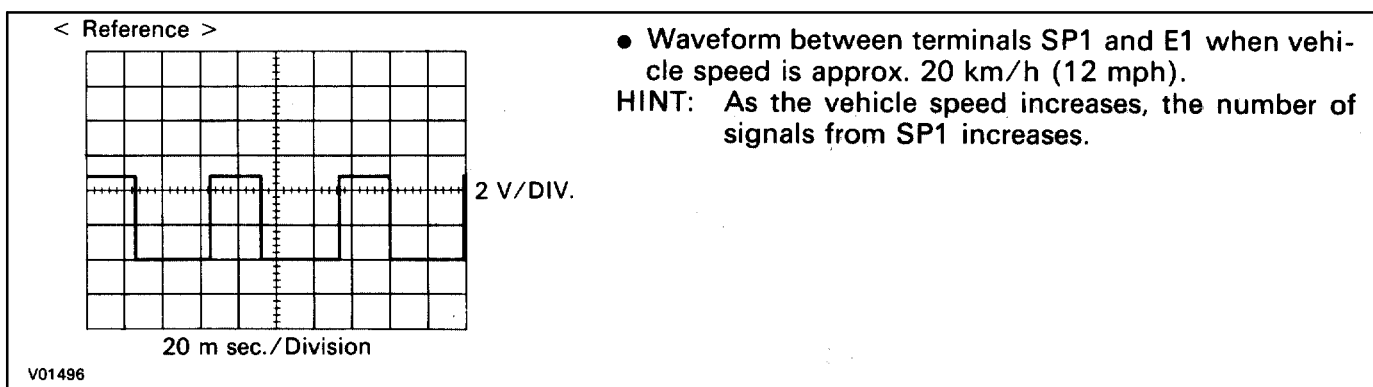 < Reference >
2 V/DIV.
20 m sec./Division
V01496
● Waveform between terminals SP1 and E1 when vehi-
cle speed is approx. 20 km/h (12 mph).
HINT: As the vehicle speed increases, the number of
signals from SP1 increases.